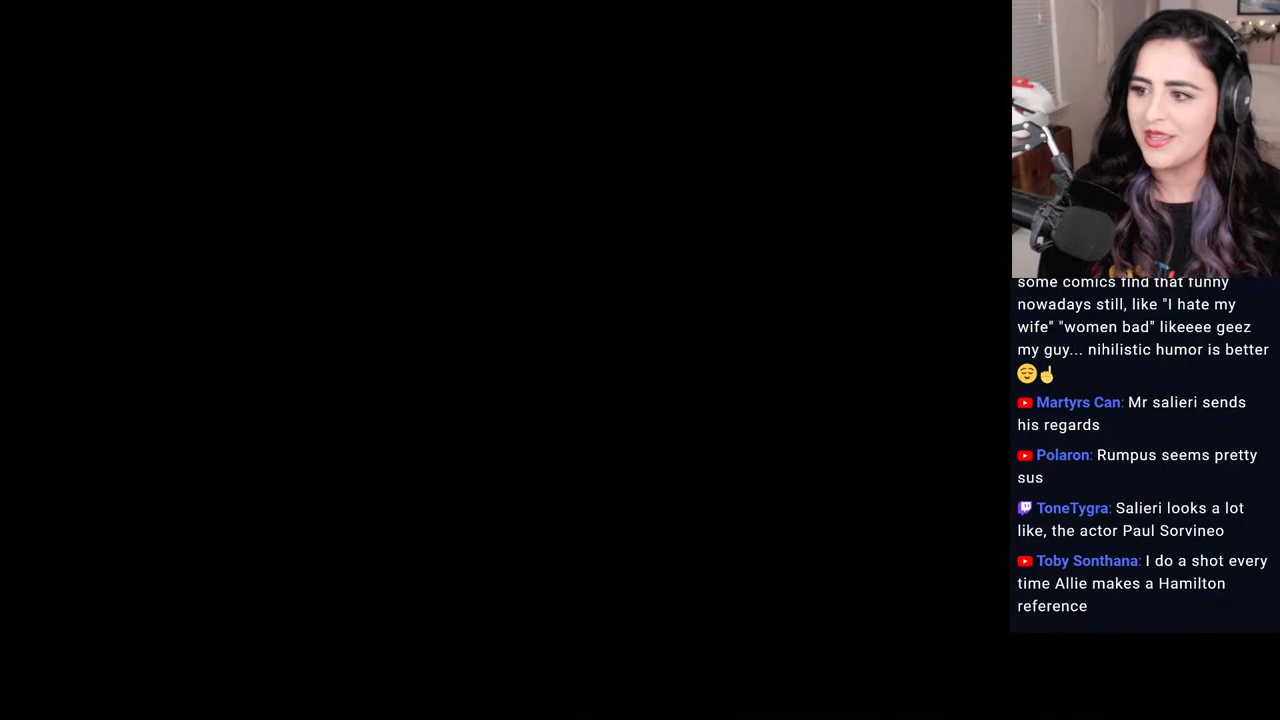 some comics find that funny
nowadays still, like "I hate my
wife" "women bad" likeeee geez
my guy... nihilistic humor is better
😌☝️
Martyrs Can: Mr salieri sends
his regards
Polaron: Rumpus seems pretty
sus
ToneTygra: Salieri looks a lot
like, the actor Paul Sorvineo
Toby Sonthana: I do a shot every
time Allie makes a Hamilton
reference